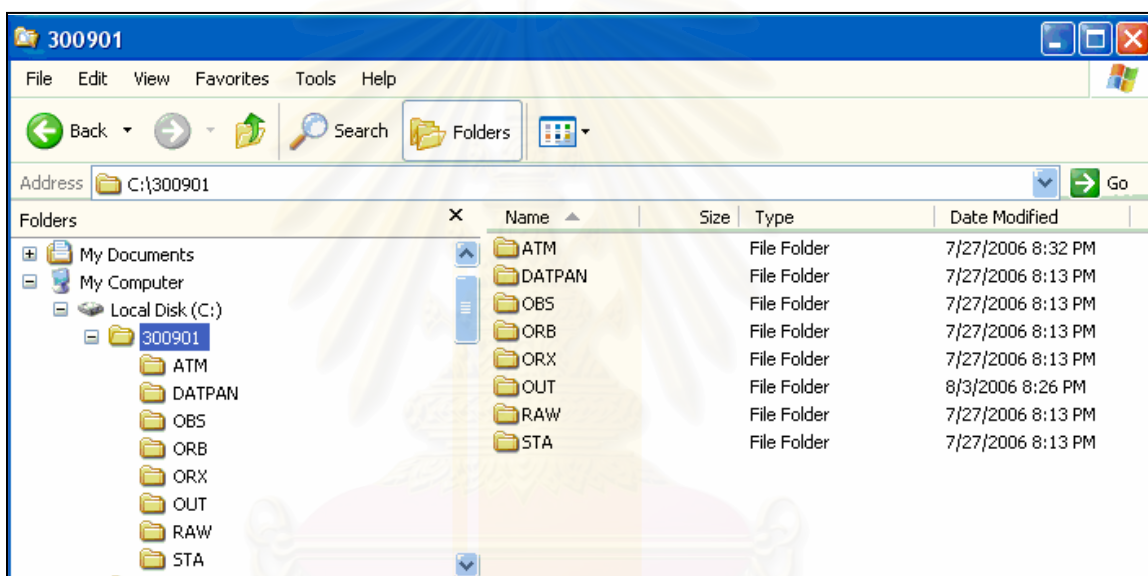 300901
File Edit View Favorites Tools Help
Back Search Folders
Address C:\300901 Go
Folders
My Documents
My Computer
Local Disk (C:)
300901
ATM
DATPAN
OBS
ORB
ORX
OUT
RAW
STA
Name Size Type Date Modified
ATM File Folder 7/27/2006 8:32 PM
DATPAN File Folder 7/27/2006 8:13 PM
OBS File Folder 7/27/2006 8:13 PM
ORB File Folder 7/27/2006 8:13 PM
ORX File Folder 7/27/2006 8:13 PM
OUT File Folder 8/3/2006 8:26 PM
RAW File Folder 7/27/2006 8:13 PM
STA File Folder 7/27/2006 8:13 PM